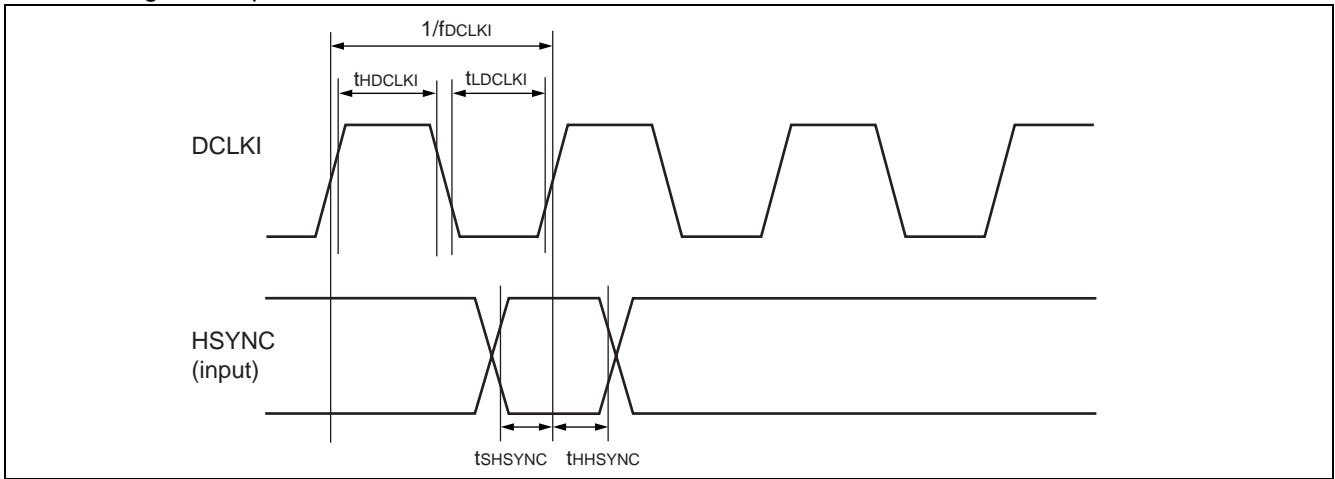 1/fDCLKI
tHDCLKI tLDCLKI
DCLKI
HSYNC
(input)
tSHSYNC tHHSYNC